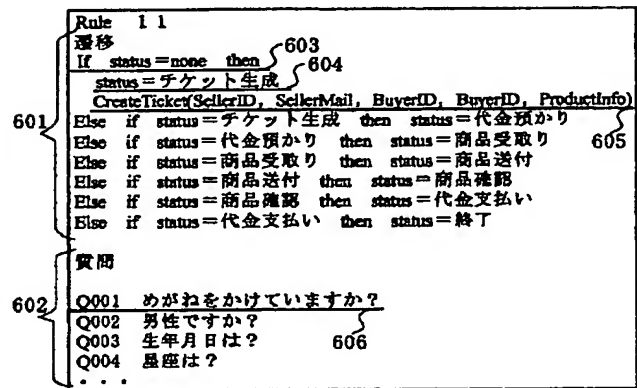 Rule 1 1
遷移
If status=none then 603
status=チケット生成 604
CreateTicket(SellerID, SellerMail, BuyerID, BuyerID, ProductInfo)
601 Else if status=チケット生成 then status=代金預かり
Else if status=代金預かり then status=商品受取り 605
Else if status=商品受取り then status=商品送付
Else if status=商品送付 then status=商品確認
Else if status=商品確認 then status=代金支払い
Else if status=代金支払い then status=終了
質問
602 Q001 めがねをかけていますか?
Q002 男性ですか?
Q003 生年月日は? 606
Q004 星座は?
・・・